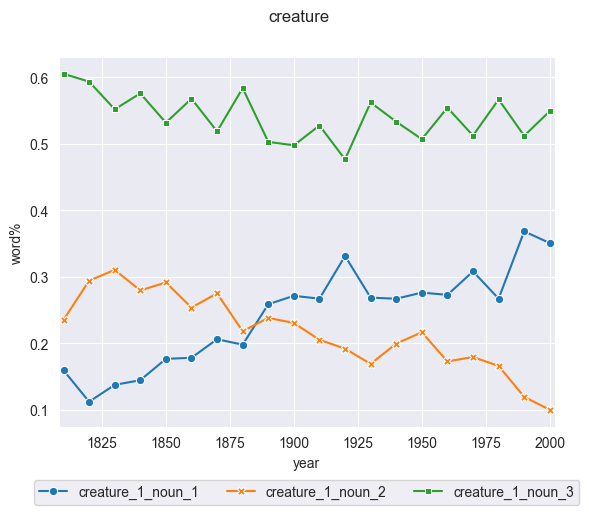 creature
0.6
0.5
0.4
0.3
0.2
0.1
word%
1825 1850 1875 1900 1925 1950 1975 2000
year
creature_1_noun_1 creature_1_noun_2 creature_1_noun_3